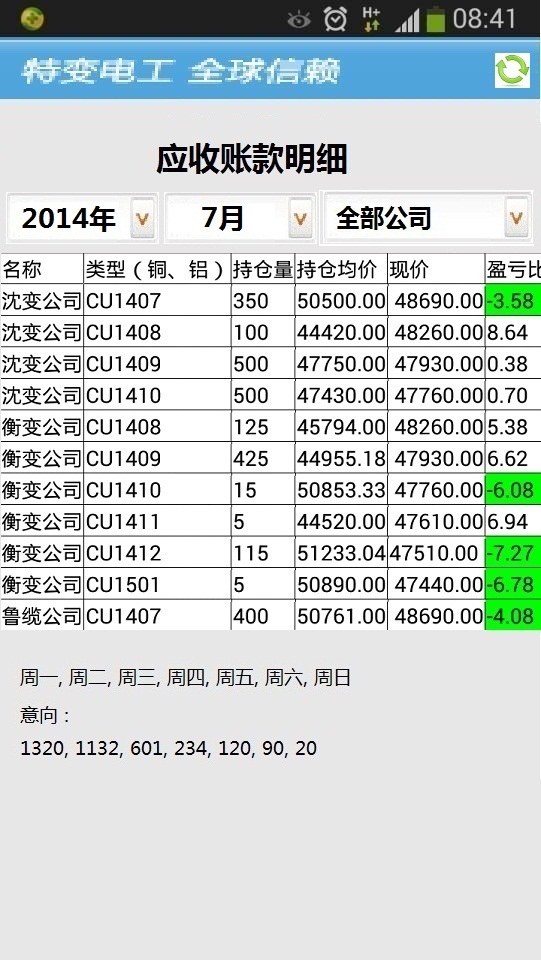 H+ 08:41
特变电工 全球信赖
应收账款明细
2014年 7月 全部公司
名称 类型（铜、铝） 持仓量 持仓均价 现价 盈亏比
沈变公司 CU1407 350 50500.00 48690.00 -3.58
沈变公司 CU1408 100 44420.00 48260.00 8.64
沈变公司 CU1409 500 47750.00 47930.00 0.38
沈变公司 CU1410 500 47430.00 47760.00 0.70
衡变公司 CU1408 125 45794.00 48260.00 5.38
衡变公司 CU1409 425 44955.18 47930.00 6.62
衡变公司 CU1410 15 50853.33 47760.00 -6.08
衡变公司 CU1411 5 44520.00 47610.00 6.94
衡变公司 CU1412 115 51233.04 47510.00 -7.27
衡变公司 CU1501 5 50890.00 47440.00 -6.78
鲁缆公司 CU1407 400 50761.00 48690.00 -4.08
周一, 周二, 周三, 周四, 周五, 周六, 周日
意向：
1320, 1132, 601, 234, 120, 90, 20